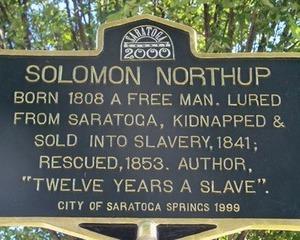 SARATOGA
2000
SOLOMON NORTHUP
BORN 1808 A FREE MAN. LURED
FROM SARATOGA, KIDNAPPED &
SOLD INTO SLAVERY, 1841;
RESCUED, 1853. AUTHOR,
"TWELVE YEARS A SLAVE".
CITY OF SARATOGA SPRINGS 1999